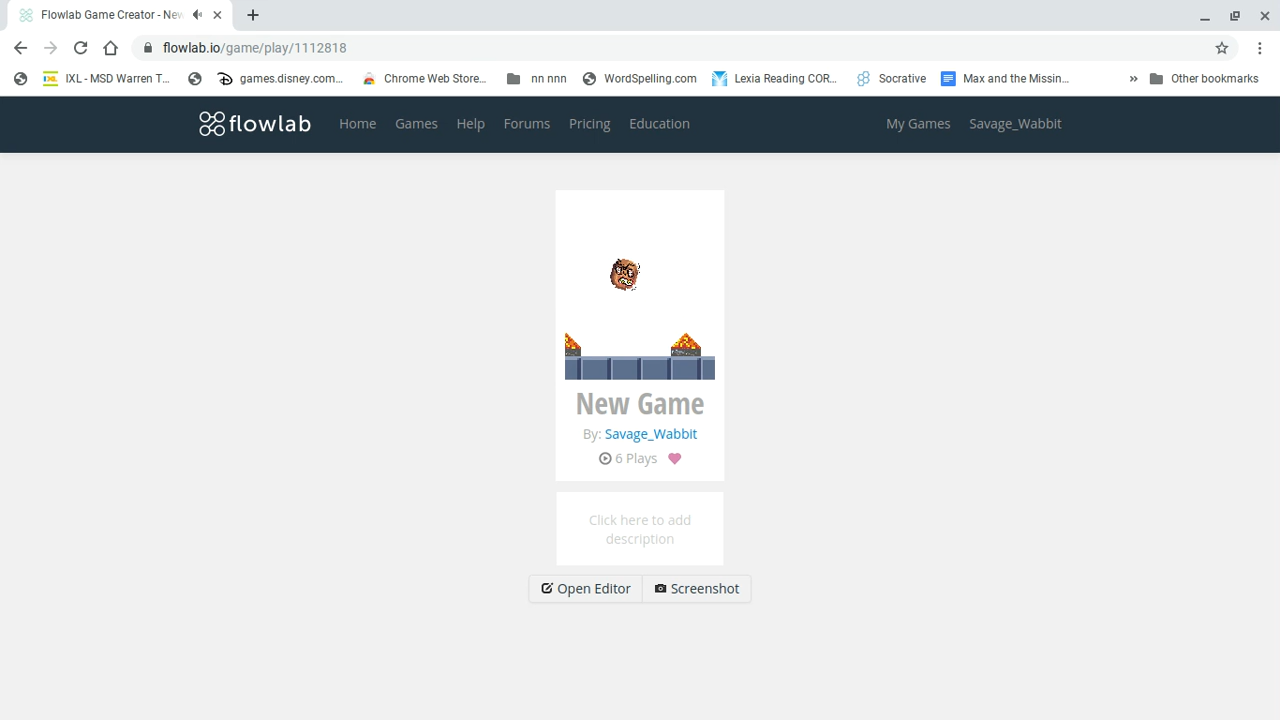 Flowlab Game Creator - New
flowlab.io/game/play/1112818
IXL - MSD Warren T...
games.disney.com...
Chrome Web Store...
nn nnn
WordSpelling.com
Lexia Reading COR...
Socrative
Max and the Missin...
»
Other bookmarks
flowlab
Home
Games
Help
Forums
Pricing
Education
My Games
Savage_Wabbit
New Game
By: Savage_Wabbit
6 Plays
Click here to add
description
Open Editor
Screenshot